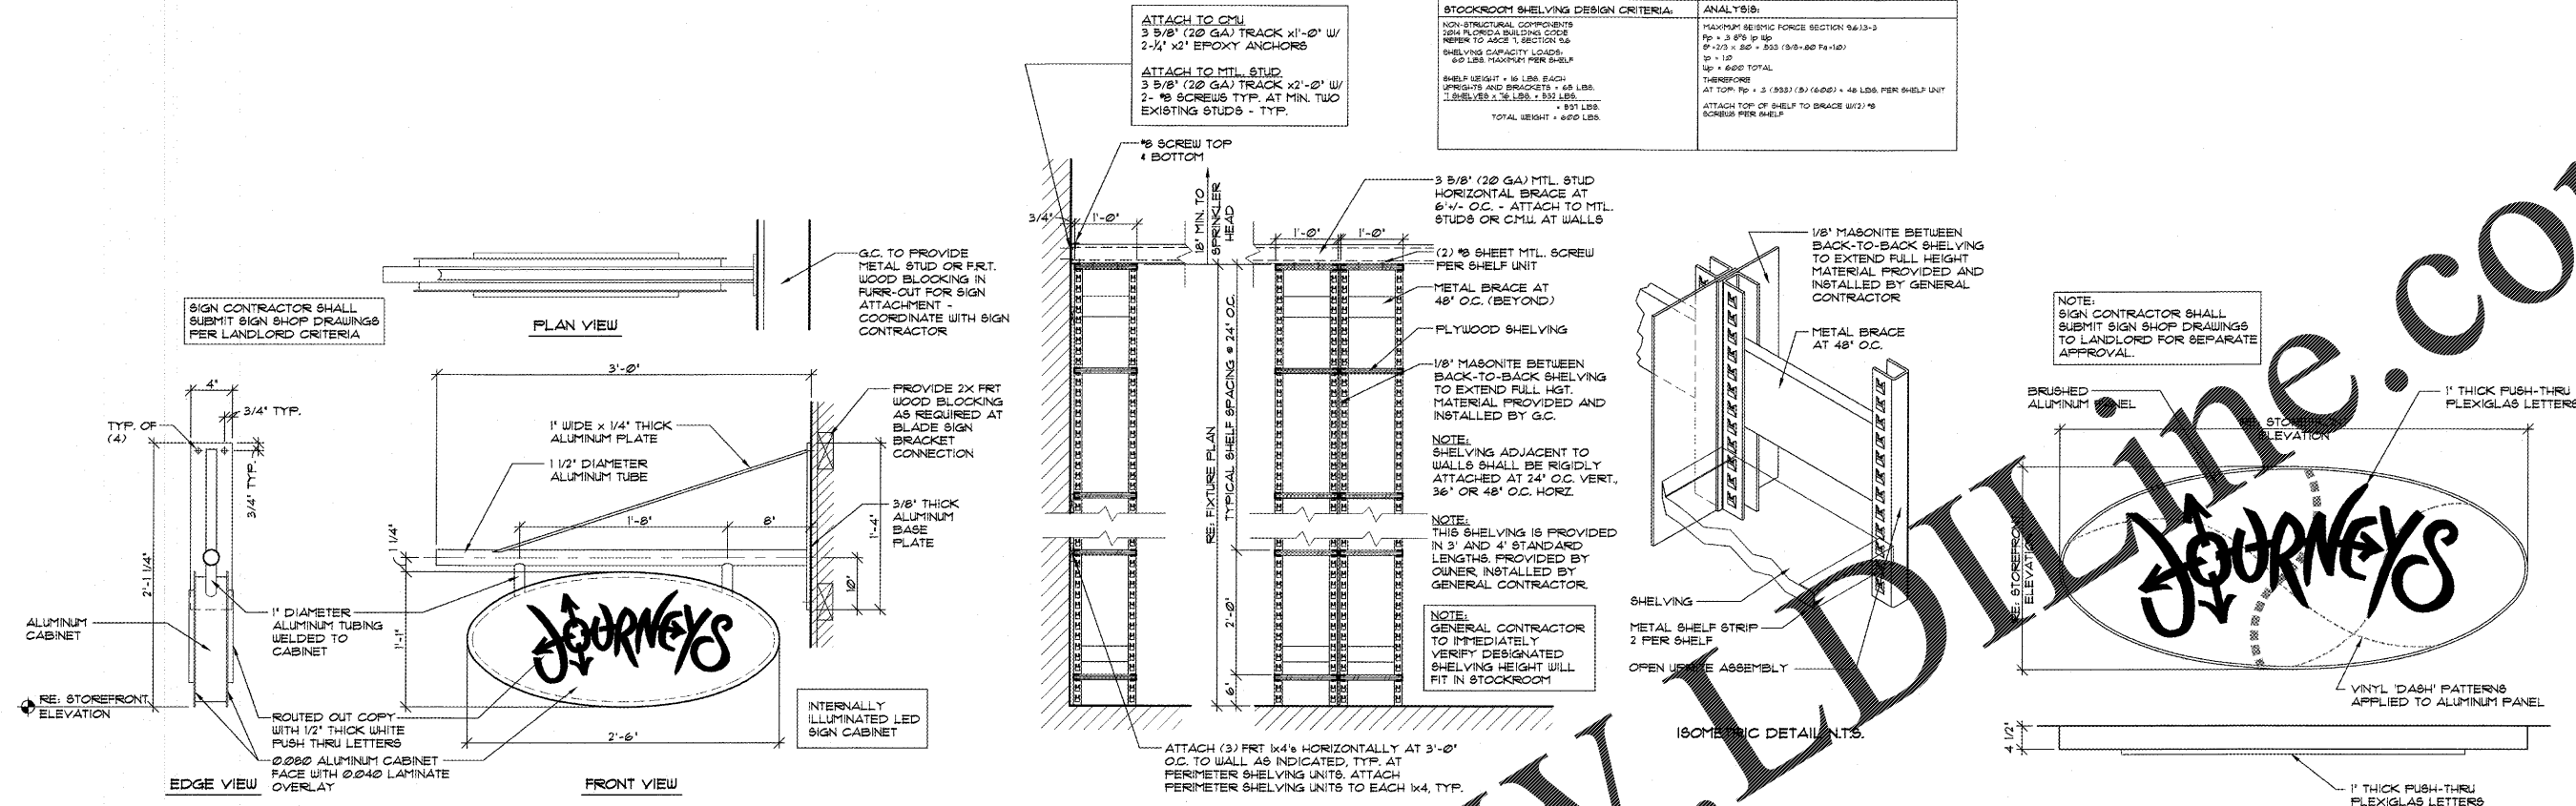 ATTACH TO CMU
3 5/8" (20 GA) TRACK x1'-0" W/
2-1/4" x2" EPOXY ANCHORS
ATTACH TO MTL. STUD
3 5/8" (20 GA) TRACK x2'-0" W/
2- #8 SCREWS TYP. AT MIN. TWO
EXISTING STUDS - TYP.
STOCKROOM SHELVING DESIGN CRITERIA:
NON-STRUCTURAL COMPONENTS
2014 FLORIDA BUILDING CODE
REFER TO ASCE 7, SECTION 9.6
SHELVING CAPACITY LOADS:
60 LBS. MAXIMUM PER SHELF
SHELF WEIGHT = 16 LBS. EACH
UPRIGHTS AND BRACKETS = 68 LBS.
TOTAL WEIGHT = 600 LBS.
ANALYSIS:
MAXIMUM SEISMIC FORCE SECTION 9.6.1.3-3
Wp = 600 TOTAL
THEREFORE
ATTACH TOP OF SHELF TO BRACE W/(2) #8
SCREWS PER SHELF
#8 SCREW TOP
& BOTTOM
3/4"
1'-0"
18" MIN. TO
SPRINKLER
HEAD
1'-0"
1'-0"
3 5/8" (20 GA) MTL. STUD
HORIZONTAL BRACE AT
6'+/- O.C. - ATTACH TO MTL.
STUDS OR C.M.U. AT WALLS
(2) #8 SHEET MTL. SCREW
PER SHELF UNIT
METAL BRACE AT
48" O.C. (BEYOND)
PLYWOOD SHELVING
1/8" MASONITE BETWEEN
BACK-TO-BACK SHELVING
TO EXTEND FULL HGT.
MATERIAL PROVIDED AND
INSTALLED BY G.C.
NOTE:
SHELVING ADJACENT TO
WALLS SHALL BE RIGIDLY
ATTACHED AT 24" O.C. VERT.,
36" OR 48" O.C. HORZ.
NOTE:
THIS SHELVING IS PROVIDED
IN 3' AND 4' STANDARD
LENGTHS. PROVIDED BY
OWNER, INSTALLED BY
GENERAL CONTRACTOR.
NOTE:
GENERAL CONTRACTOR
TO IMMEDIATELY
VERIFY DESIGNATED
SHELVING HEIGHT WILL
FIT IN STOCKROOM
RE: FIXTURE PLAN
TYPICAL SHELF SPACING @ 24" O.C.
2'-0"
6"
ATTACH (3) FRT 1x4's HORIZONTALLY AT 3'-0"
O.C. TO WALL AS INDICATED, TYP. AT
PERIMETER SHELVING UNITS. ATTACH
PERIMETER SHELVING UNITS TO EACH 1x4, TYP.
G.C. TO PROVIDE
METAL STUD OR F.R.T.
WOOD BLOCKING IN
FURR-OUT FOR SIGN
ATTACHMENT -
COORDINATE WITH SIGN
CONTRACTOR
SIGN CONTRACTOR SHALL
SUBMIT SIGN SHOP DRAWINGS
PER LANDLORD CRITERIA
PLAN VIEW
4"
3/4" TYP.
TYP. OF
(4)
3/4" TYP.
2'-1 1/4"
ALUMINUM
CABINET
RE: STOREFRONT
ELEVATION
EDGE VIEW
3'-0"
1" WIDE x 1/4" THICK
ALUMINUM PLATE
1 1/2" DIAMETER
ALUMINUM TUBE
1'-8"
8"
1 1/4"
1'-1"
1'-4"
10"
PROVIDE 2X FRT
WOOD BLOCKING
AS REQUIRED AT
BLADE SIGN
BRACKET
CONNECTION
3/8" THICK
ALUMINUM
BASE
PLATE
1" DIAMETER
ALUMINUM TUBING
WELDED TO
CABINET
JOURNEYS
ROUTED OUT COPY
WITH 1/2" THICK WHITE
PUSH THRU LETTERS
0.080 ALUMINUM CABINET
FACE WITH 0.040 LAMINATE
OVERLAY
2'-6"
INTERNALLY
ILLUMINATED LED
SIGN CABINET
FRONT VIEW
1/8" MASONITE BETWEEN
BACK-TO-BACK SHELVING
TO EXTEND FULL HEIGHT
MATERIAL PROVIDED AND
INSTALLED BY GENERAL
CONTRACTOR
METAL BRACE
AT 48" O.C.
SHELVING
METAL SHELF STRIP
2 PER SHELF
OPEN ASSEMBLY
ISOMETRIC DETAIL N.T.S.
NOTE:
SIGN CONTRACTOR SHALL
SUBMIT SIGN SHOP DRAWINGS
TO LANDLORD FOR SEPARATE
APPROVAL.
BRUSHED
ALUMINUM PANEL
1" THICK PUSH-THRU
PLEXIGLAS LETTERS
RE: STOREFRONT
ELEVATION
RE: STOREFRONT
ELEVATION
JOURNEYS
VINYL 'DASH' PATTERNS
APPLIED TO ALUMINUM PANEL
4 1/2"
1" THICK PUSH-THRU
PLEXIGLAS LETTERS
.LDILine.co